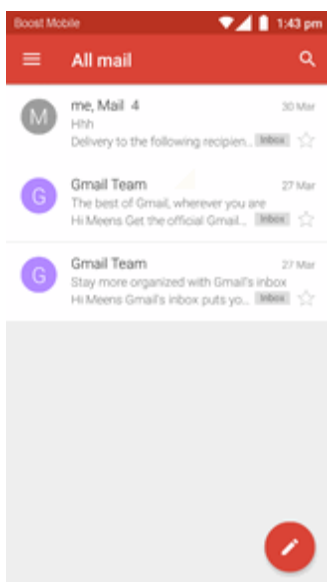 Boost Mobile 1:43 pm
All mail
M
me, Mail 4 30 Mar
Hhh
Delivery to the following recipien... Inbox
G
Gmail Team 27 Mar
The best of Gmail, wherever you are
Hi Meens Get the official Gmail... Inbox
G
Gmail Team 27 Mar
Stay more organized with Gmail's inbox
Hi Meens Gmail's inbox puts yo... Inbox